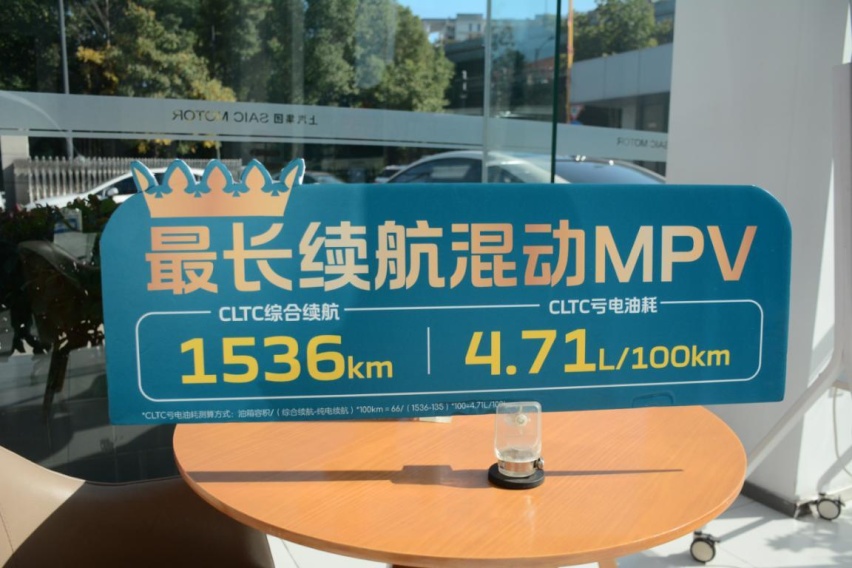 上汽集团 SAIC MOTOR
SAIC MOTOR
最长续航混动MPV
CLTC综合续航
1536km
CLTC亏电油耗
4.71L/100km
*CLTC亏电油耗测算方式：油箱容积/（综合续航-纯电续航）*100km=66/（1536-135）*100=4.71L/100km